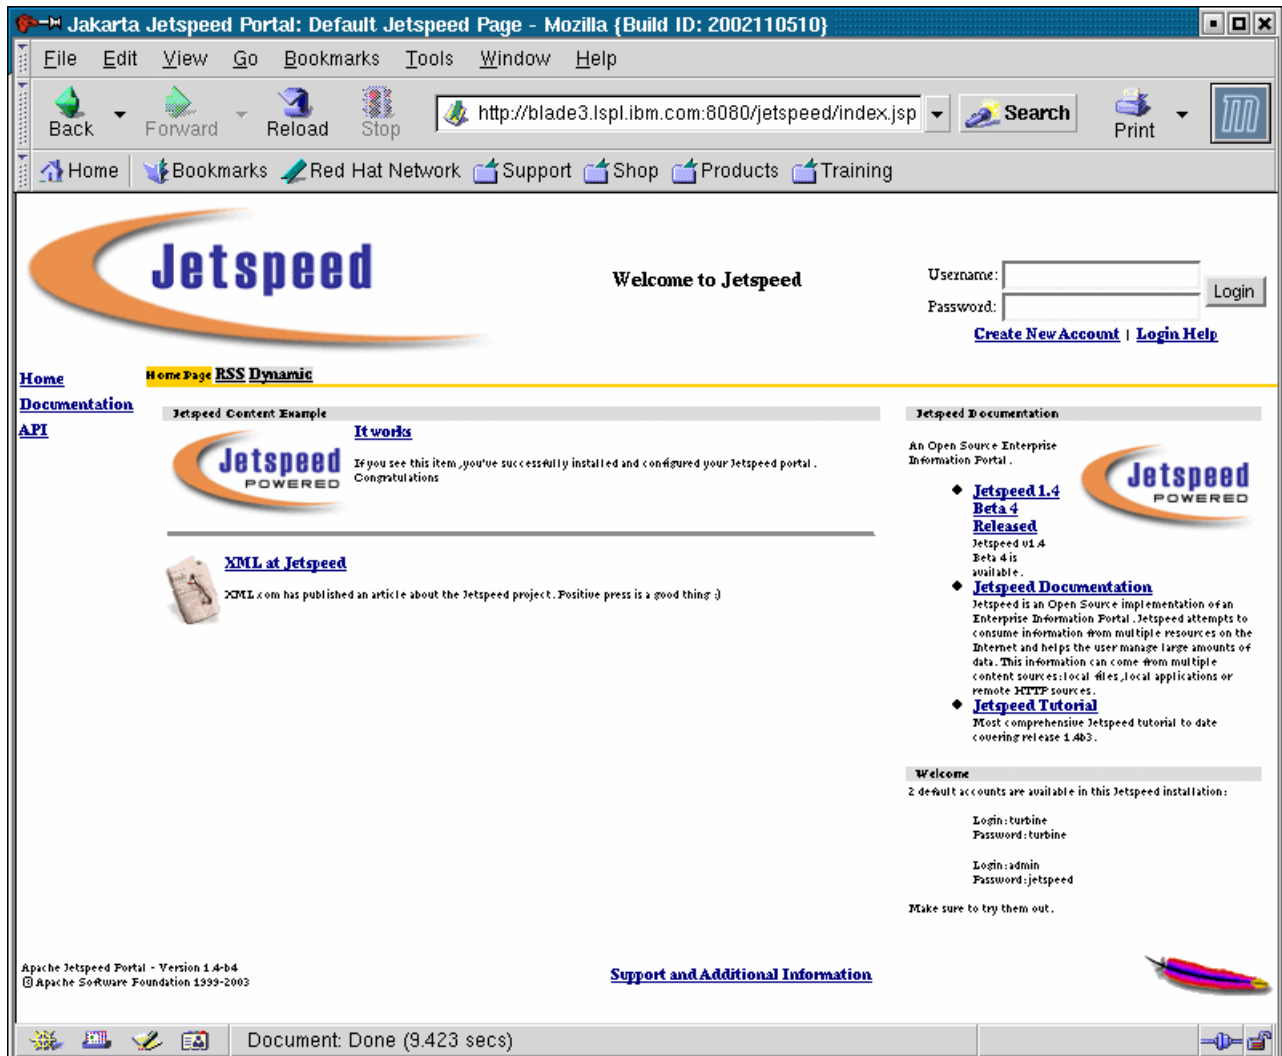 Jakarta Jetspeed Portal: Default Jetspeed Page - Mozilla {Build ID: 2002110510}
File Edit View Go Bookmarks Tools Window Help
Back Forward Reload Stop http://blade3.lspl.ibm.com:8080/jetspeed/index.jsp Search Print
Home Bookmarks Red Hat Network Support Shop Products Training
Jetspeed
Welcome to Jetspeed
Username:
Password:
Login
Create New Account | Login Help
Home
Documentation
API
Home Page RSS Dynamic
Jetspeed Content Example
Jetspeed
POWERED
It works
If you see this item, you've successfully installed and configured your Jetspeed portal.
Congratulations
XML at Jetspeed
XML.com has published an article about the Jetspeed project. Positive press is a good thing :)
Jetspeed Documentation
An Open Source Enterprise
Information Portal.
Jetspeed
POWERED
Jetspeed 1.4
Beta 4
Released
Jetspeed v1.4
Beta 4 is
available.
Jetspeed Documentation
Jetspeed is an Open Source implementation of an
Enterprise Information Portal. Jetspeed attempts to
consume information from multiple resources on the
Internet and helps the user manage large amounts of
data. This information can come from multiple
content sources: local files, local applications or
remote HTTP sources.
Jetspeed Tutorial
Most comprehensive Jetspeed tutorial to date
covering release 1.4b3.
Welcome
2 default accounts are available in this Jetspeed installation:
Login: turbine
Password: turbine
Login: admin
Password: jetspeed
Make sure to try them out.
Apache Jetspeed Portal - Version 1.4-b4
© Apache Software Foundation 1999-2003
Support and Additional Information
Document: Done (9.423 secs)